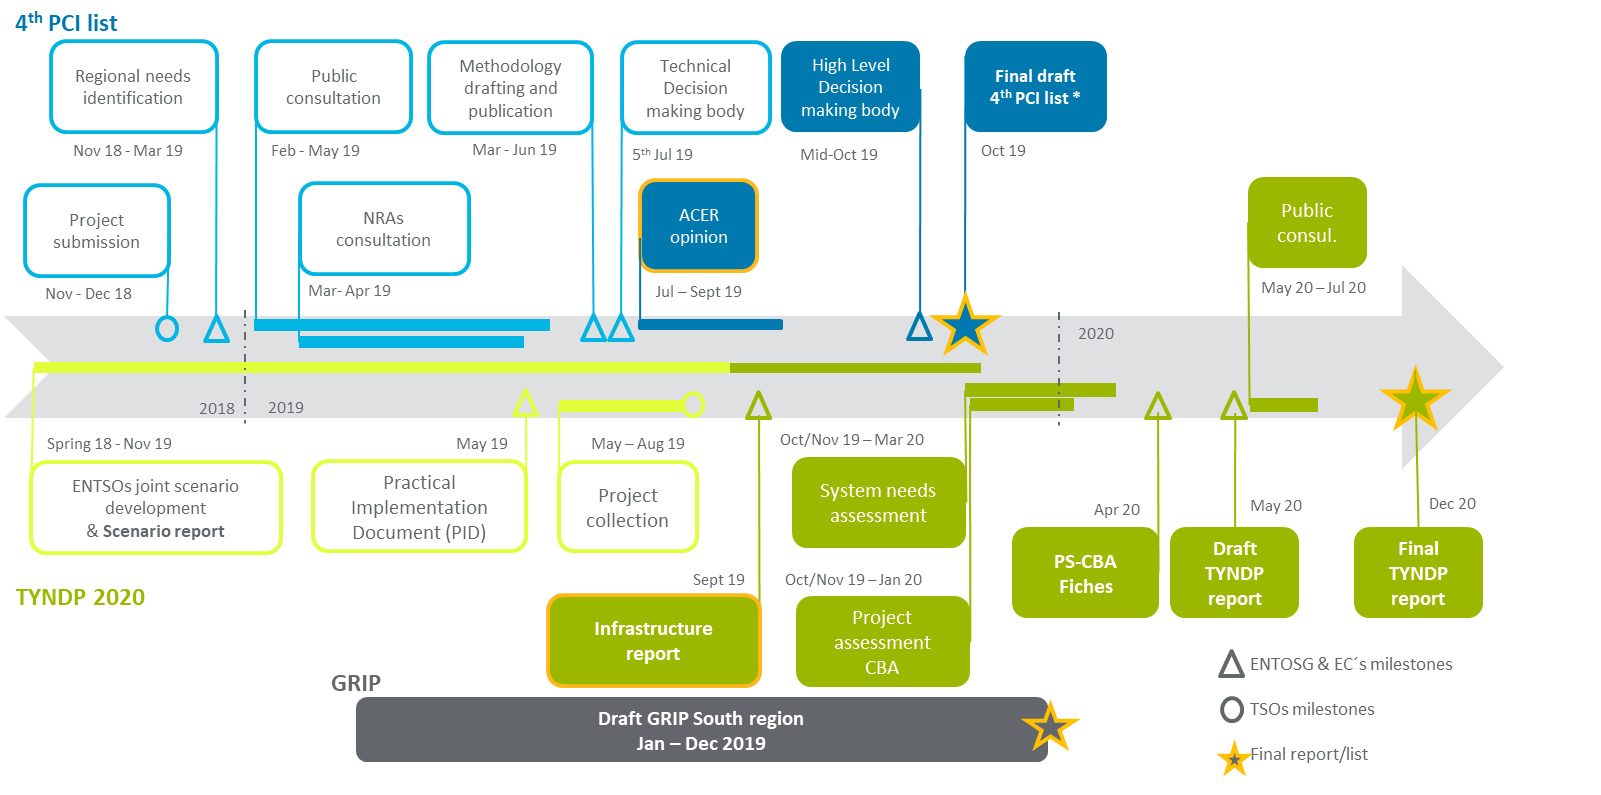 4th PCI list
Regional needs
identification
Nov 18 - Mar 19
Public
consultation
Feb - May 19
Methodology
drafting and
publication
Mar - Jun 19
Technical
Decision
making body
5th Jul 19
High Level
Decision
making body
Mid-Oct 19
Final draft
4th PCI list *
Oct 19
Project
submission
Nov - Dec 18
NRAs
consultation
Mar- Apr 19
ACER
opinion
Jul – Sept 19
Public
consul.
May 20 – Jul 20
2018
2019
2020
Spring 18 - Nov 19
ENTSOs joint scenario
development
& Scenario report
May 19
Practical
Implementation
Document (PID)
May – Aug 19
Project
collection
Oct/Nov 19 – Mar 20
System needs
assessment
Apr 20
PS-CBA
Fiches
May 20
Draft
TYNDP
report
Dec 20
Final
TYNDP
report
TYNDP 2020
Sept 19
Infrastructure
report
Oct/Nov 19 – Jan 20
Project
assessment
CBA
GRIP
Draft GRIP South region
Jan – Dec 2019
ENTOSG & EC´s milestones
TSOs milestones
Final report/list